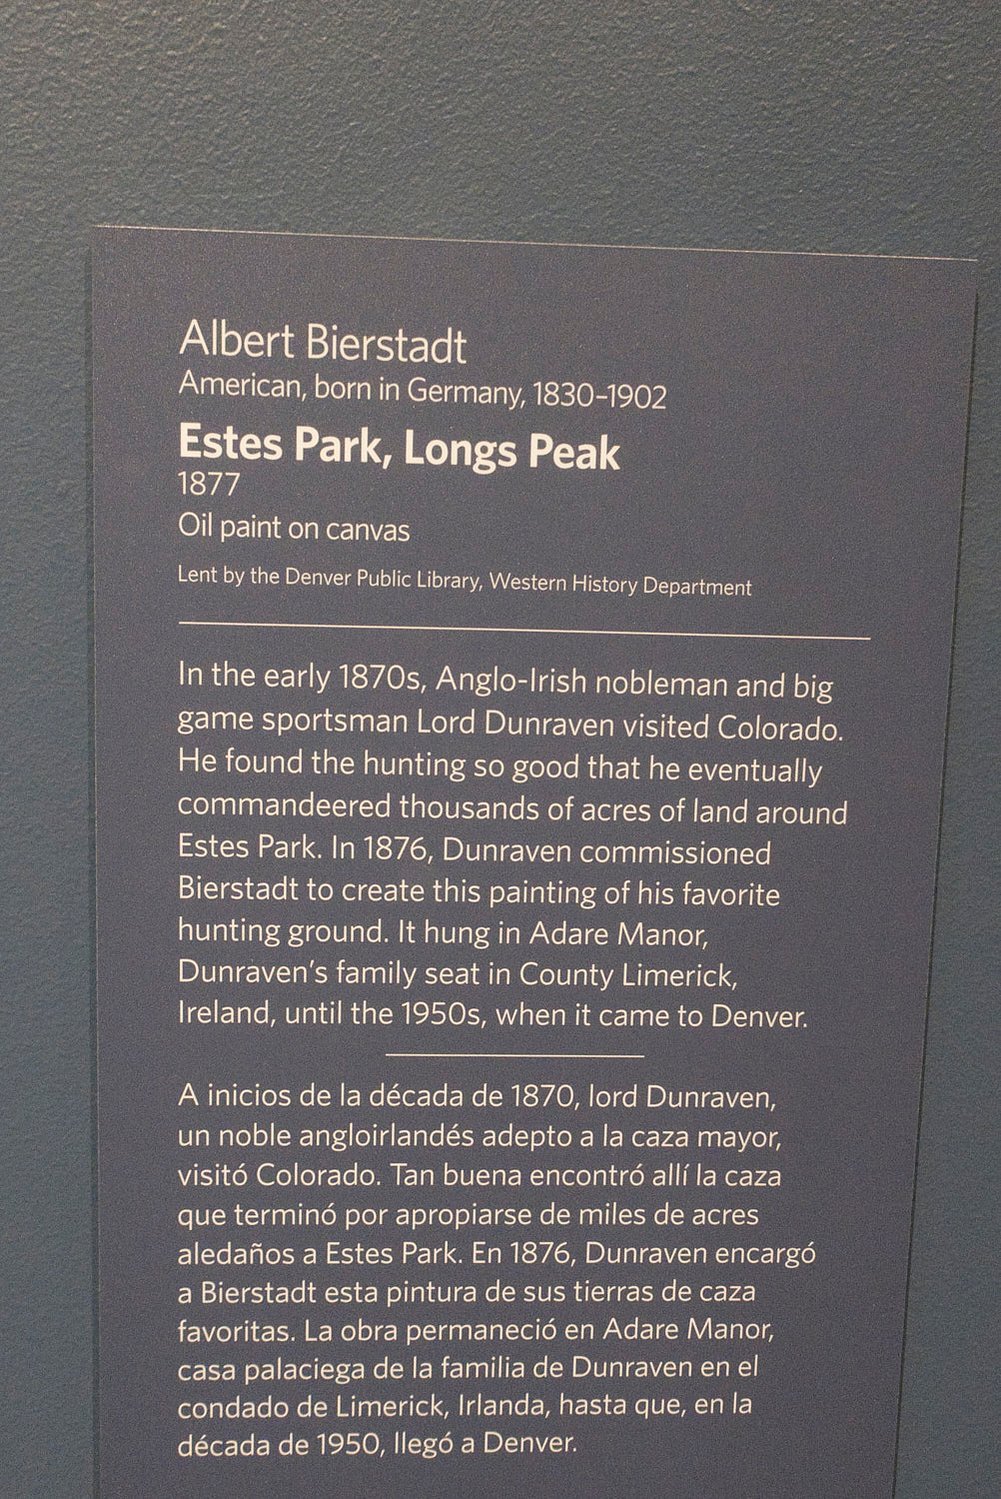 Albert Bierstadt
American, born in Germany, 1830–1902
Estes Park, Longs Peak
1877
Oil paint on canvas
Lent by the Denver Public Library, Western History Department
In the early 1870s, Anglo-Irish nobleman and big
game sportsman Lord Dunraven visited Colorado.
He found the hunting so good that he eventually
commandeered thousands of acres of land around
Estes Park. In 1876, Dunraven commissioned
Bierstadt to create this painting of his favorite
hunting ground. It hung in Adare Manor,
Dunraven's family seat in County Limerick,
Ireland, until the 1950s, when it came to Denver.
A inicios de la década de 1870, lord Dunraven,
un noble angloirlandés adepto a la caza mayor,
visitó Colorado. Tan buena encontró allí la caza
que terminó por apropiarse de miles de acres
aledaños a Estes Park. En 1876, Dunraven encargó
a Bierstadt esta pintura de sus tierras de caza
favoritas. La obra permaneció en Adare Manor,
casa palaciega de la familia de Dunraven en el
condado de Limerick, Irlanda, hasta que, en la
década de 1950, llegó a Denver.